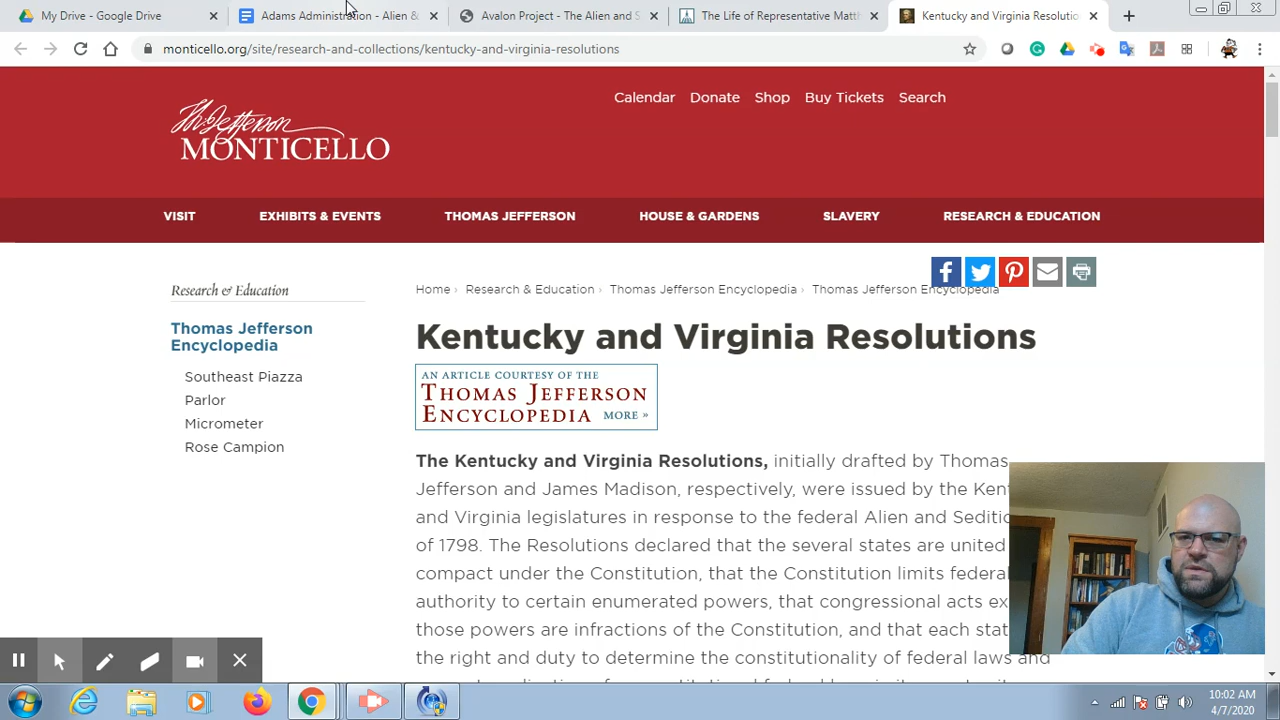 My Drive - Google Drive
Adams Administration - Alien
Avalon Project - The Alien and S
The Life of Representative Matt
Kentucky and Virginia Resolutio
monticello.org/site/research-and-collections/kentucky-and-virginia-resolutions
Calendar Donate Shop Buy Tickets Search
Th. Jefferson
MONTICELLO
VISIT EXHIBITS & EVENTS THOMAS JEFFERSON HOUSE & GARDENS SLAVERY RESEARCH & EDUCATION
Home › Research & Education › Thomas Jefferson Encyclopedia › Thomas Jefferson Encyclopedia
Research & Education
Thomas Jefferson
Encyclopedia
Southeast Piazza
Parlor
Micrometer
Rose Campion
Kentucky and Virginia Resolutions
AN ARTICLE COURTESY OF THE
THOMAS JEFFERSON
ENCYCLOPEDIA MORE »
The Kentucky and Virginia Resolutions, initially drafted by Thomas
Jefferson and James Madison, respectively, were issued by the Ken
and Virginia legislatures in response to the federal Alien and Seditio
of 1798. The Resolutions declared that the several states are united
compact under the Constitution, that the Constitution limits federal
authority to certain enumerated powers, that congressional acts ex
those powers are infractions of the Constitution, and that each stat
the right and duty to determine the constitutionality of federal laws and
10:02 AM
4/7/2020